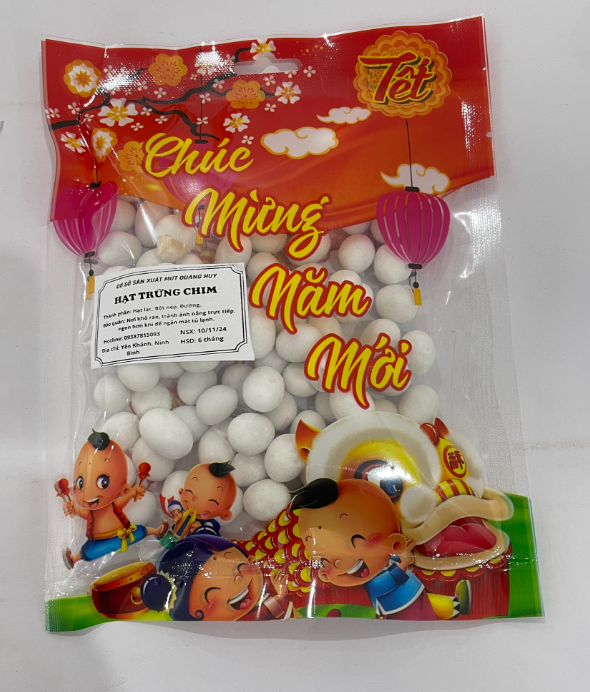 Tết
Chúc
Mừng
Năm
Mới
CƠ SỞ SẢN XUẤT MỨT QUANG HUY
HẠT TRỨNG CHIM
Thành phần: Hạt lạc, Bột nếp, Đường,
Bảo quản: Nơi khô ráo, tránh ánh nắng trực tiếp,
ngon hơn khi để ngăn mát tủ lạnh.
Hotline: 09387815093 NSX: 10/11/24
Địa chỉ: Yên Khánh, Ninh HSD: 6 tháng
Bình